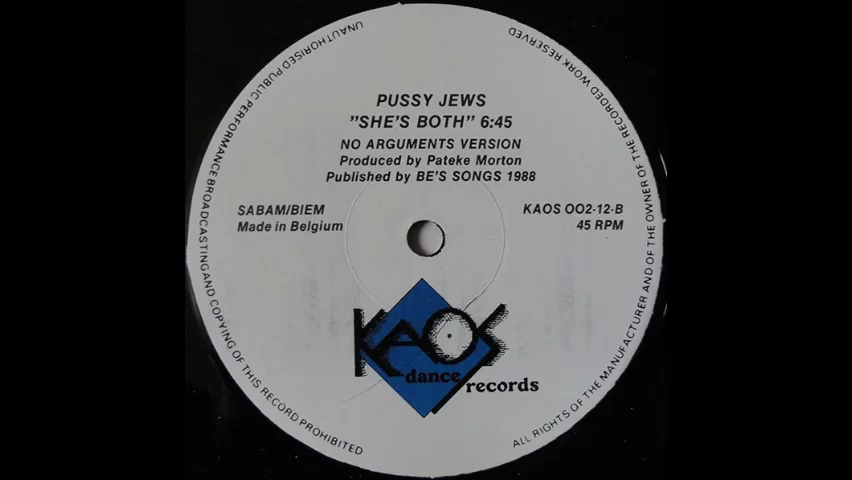 PUSSY JEWS
"SHE'S BOTH" 6:45
NO ARGUMENTS VERSION
Produced by Pateke Morton
Published by BE'S SONGS 1988
SABAM/BIEM
Made in Belgium
KAOS OO2-12-B
45 RPM
KAOS
dance
records
ALL RIGHTS OF THE MANUFACTURER AND OF THE OWNER OF THE RECORDED WORK RESERVED
UNAUTHORISED PUBLIC PERFORMANCE BROADCASTING AND COPYING OF THIS RECORD PROHIBITED